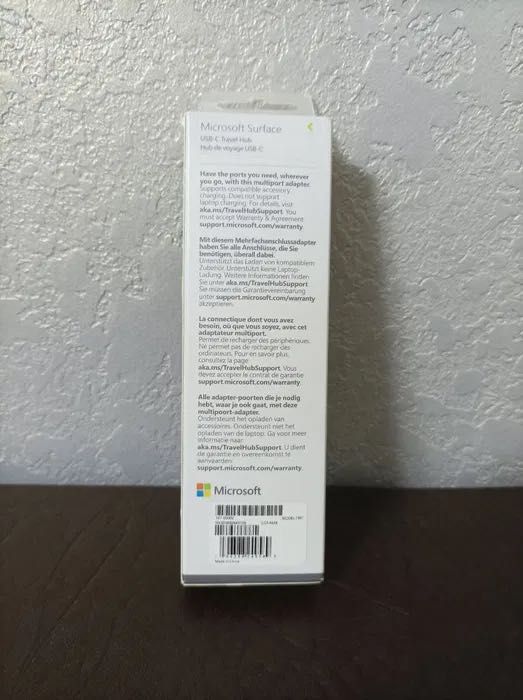 Microsoft Surface
USB-C Travel Hub
Hub de voyage USB-C
Have the ports you need, wherever
you go, with this multiport adapter.
Supports compatible accessory
charging. Does not support
laptop charging. For details, visit
aka.ms/TravelHubSupport. You
must accept Warranty & Agreement
support.microsoft.com/warranty.
Mit diesem Mehrfachanschlussadapter
haben Sie alle Anschlüsse, die Sie
benötigen, überall dabei.
Unterstützt das Laden von kompatiblem
Zubehör. Unterstützt keine Laptop-
Ladung. Weitere Informationen finden
Sie unter aka.ms/TravelHubSupport
Sie müssen die Garantievereinbarung
unter support.microsoft.com/warranty
akzeptieren.
La connectique dont vous avez
besoin, où que vous soyez, avec cet
adaptateur multiport.
Permet de recharger des périphériques.
Ne permet pas de recharger des
ordinateurs. Pour en savoir plus,
consultez la page
aka.ms/TravelHubSupport. Vous
devez accepter le contrat de garantie
support.microsoft.com/warranty.
Alle adapter-poorten die je nodig
hebt, waar je ook gaat, met deze
multipoort-adapter.
Ondersteunt het opladen van
accessoires. Ondersteunt niet het
opladen van de laptop. Ga voor meer
informatie naar
aka.ms/TravelHubSupport. U dient
de garantie en overeenkomst te
aanvaarden
support.microsoft.com/warranty.
Microsoft
Made in China